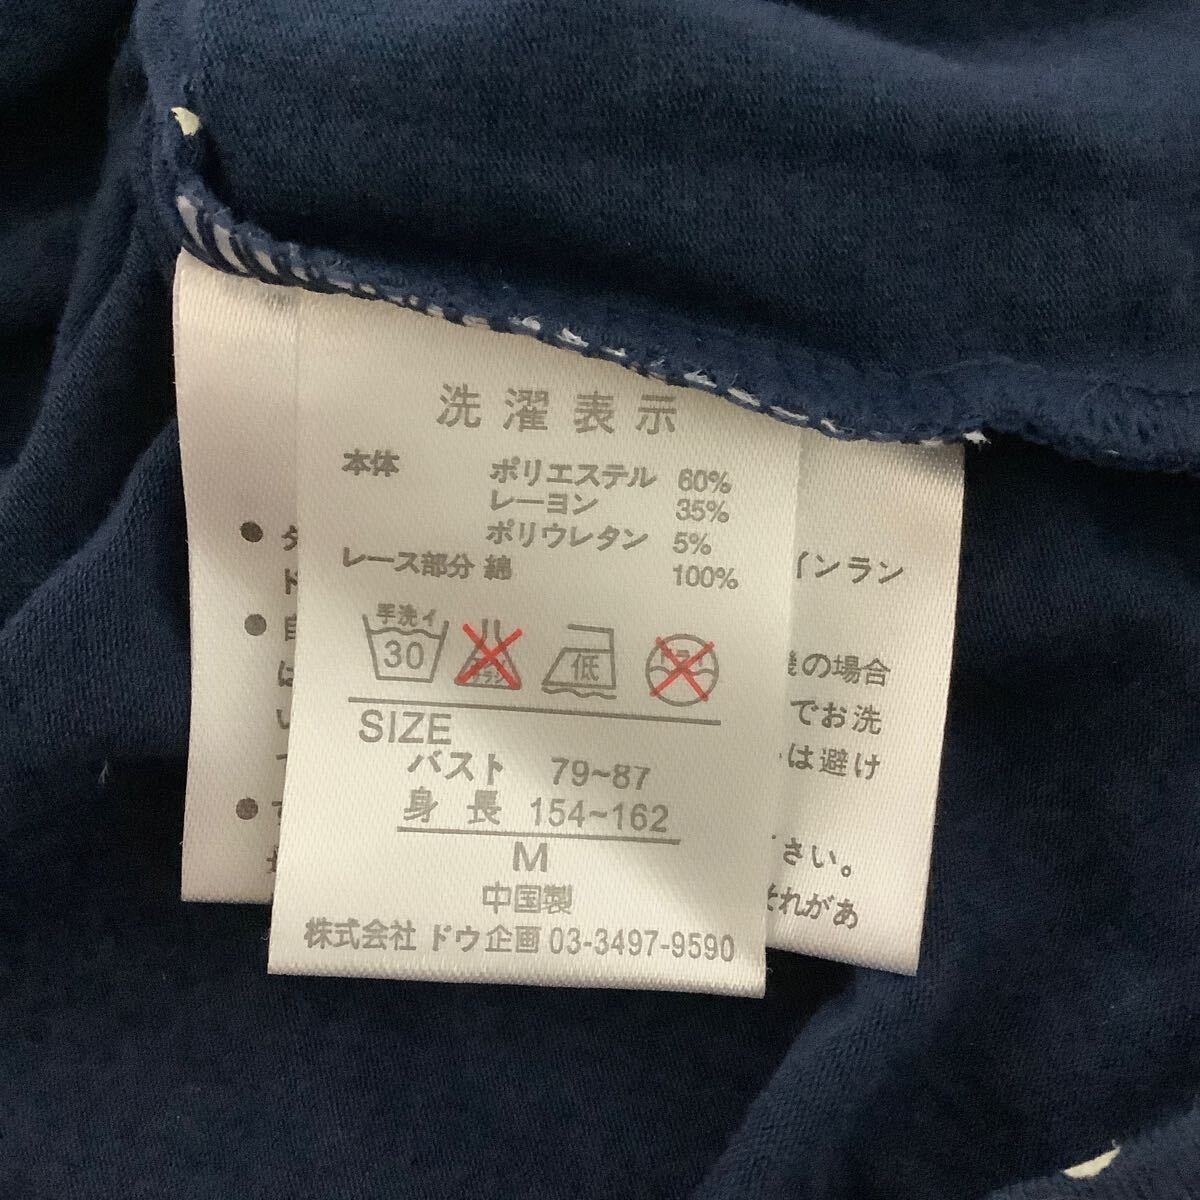 洗濯表示
本体 ポリエステル 60%
レーヨン 35%
ポリウレタン 5%
レース部分 綿 100%
手洗イ
30
低
ドライ
SIZE
バスト 79~87
身長 154~162
M
中国製
株式会社 ドウ企画 03-3497-9590
インラン
の場合
でお洗
は避け
さい。
それがあ